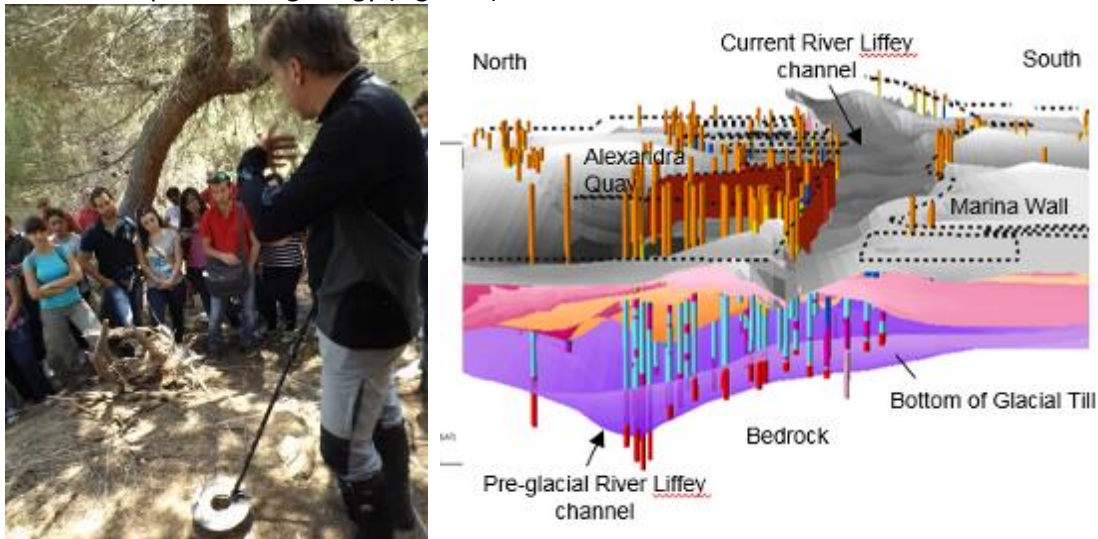 North
Current River Liffey
channel
South
Alexandra
Quay
Marina Wall
Bottom of Glacial Till
Bedrock
Pre-glacial River Liffey
channel